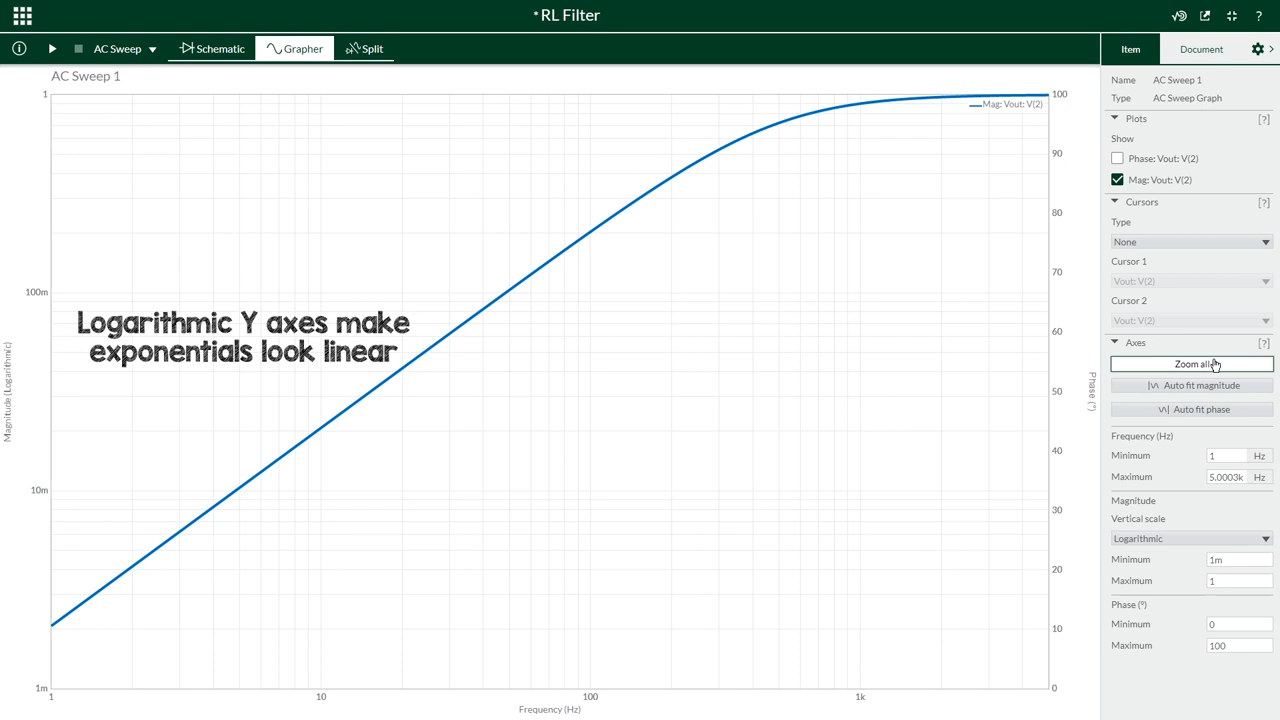 * RL Filter
?
AC Sweep
Schematic
Grapher
Split
Item
Document
AC Sweep 1
Name AC Sweep 1
Type AC Sweep Graph
Plots [?]
Show
Phase: Vout: V(2)
Mag: Vout: V(2)
Cursors [?]
Type
None
Cursor 1
Vout: V(2)
Cursor 2
Vout: V(2)
Axes [?]
Zoom all
Auto fit magnitude
Auto fit phase
Frequency (Hz)
Minimum 1 Hz
Maximum 5.0003k Hz
Magnitude
Vertical scale
Logarithmic
Minimum 1m
Maximum 1
Phase (°)
Minimum 0
Maximum 100
Mag: Vout: V(2)
Logarithmic Y axes make
exponentials look linear
Magnitude (Logarithmic)
1
100m
10m
1m
1 10 100 1k
Frequency (Hz)
100
90
80
70
60
50
40
30
20
10
0
Phase (°)